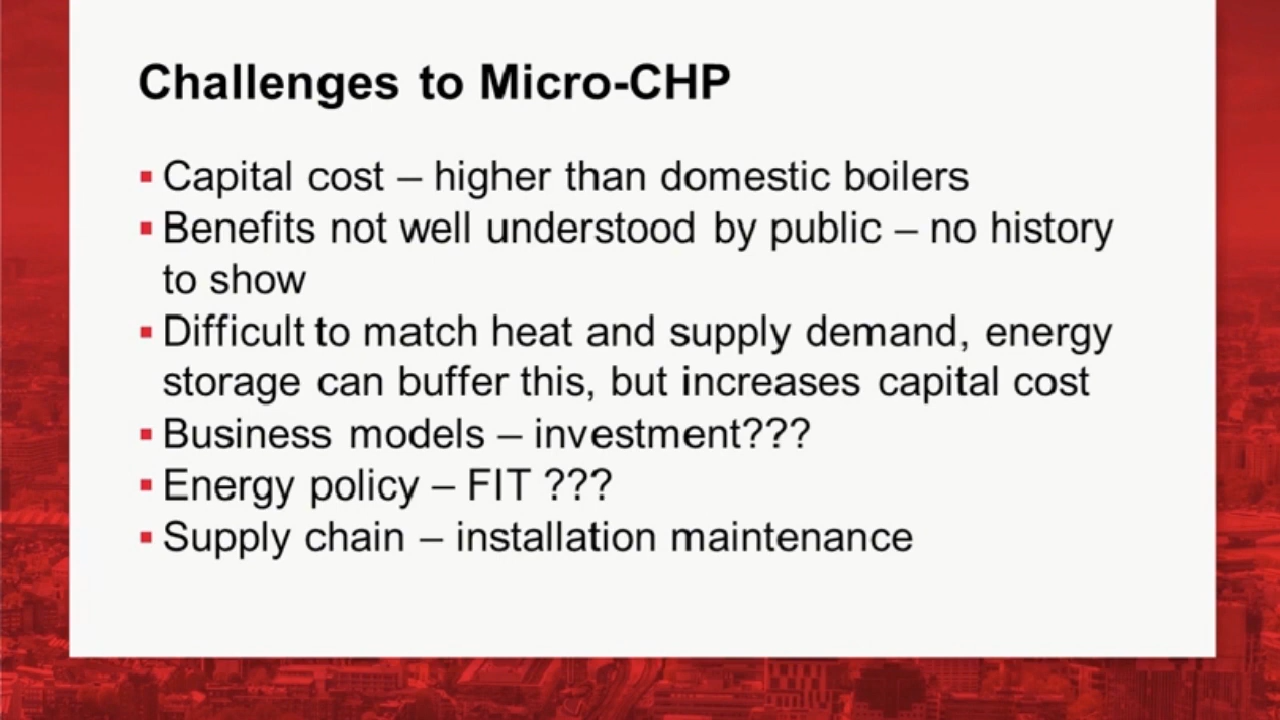 Challenges to Micro-CHP
▪ Capital cost – higher than domestic boilers
▪ Benefits not well understood by public – no history
to show
▪ Difficult to match heat and supply demand, energy
storage can buffer this, but increases capital cost
▪ Business models – investment???
▪ Energy policy – FIT ???
▪ Supply chain – installation maintenance